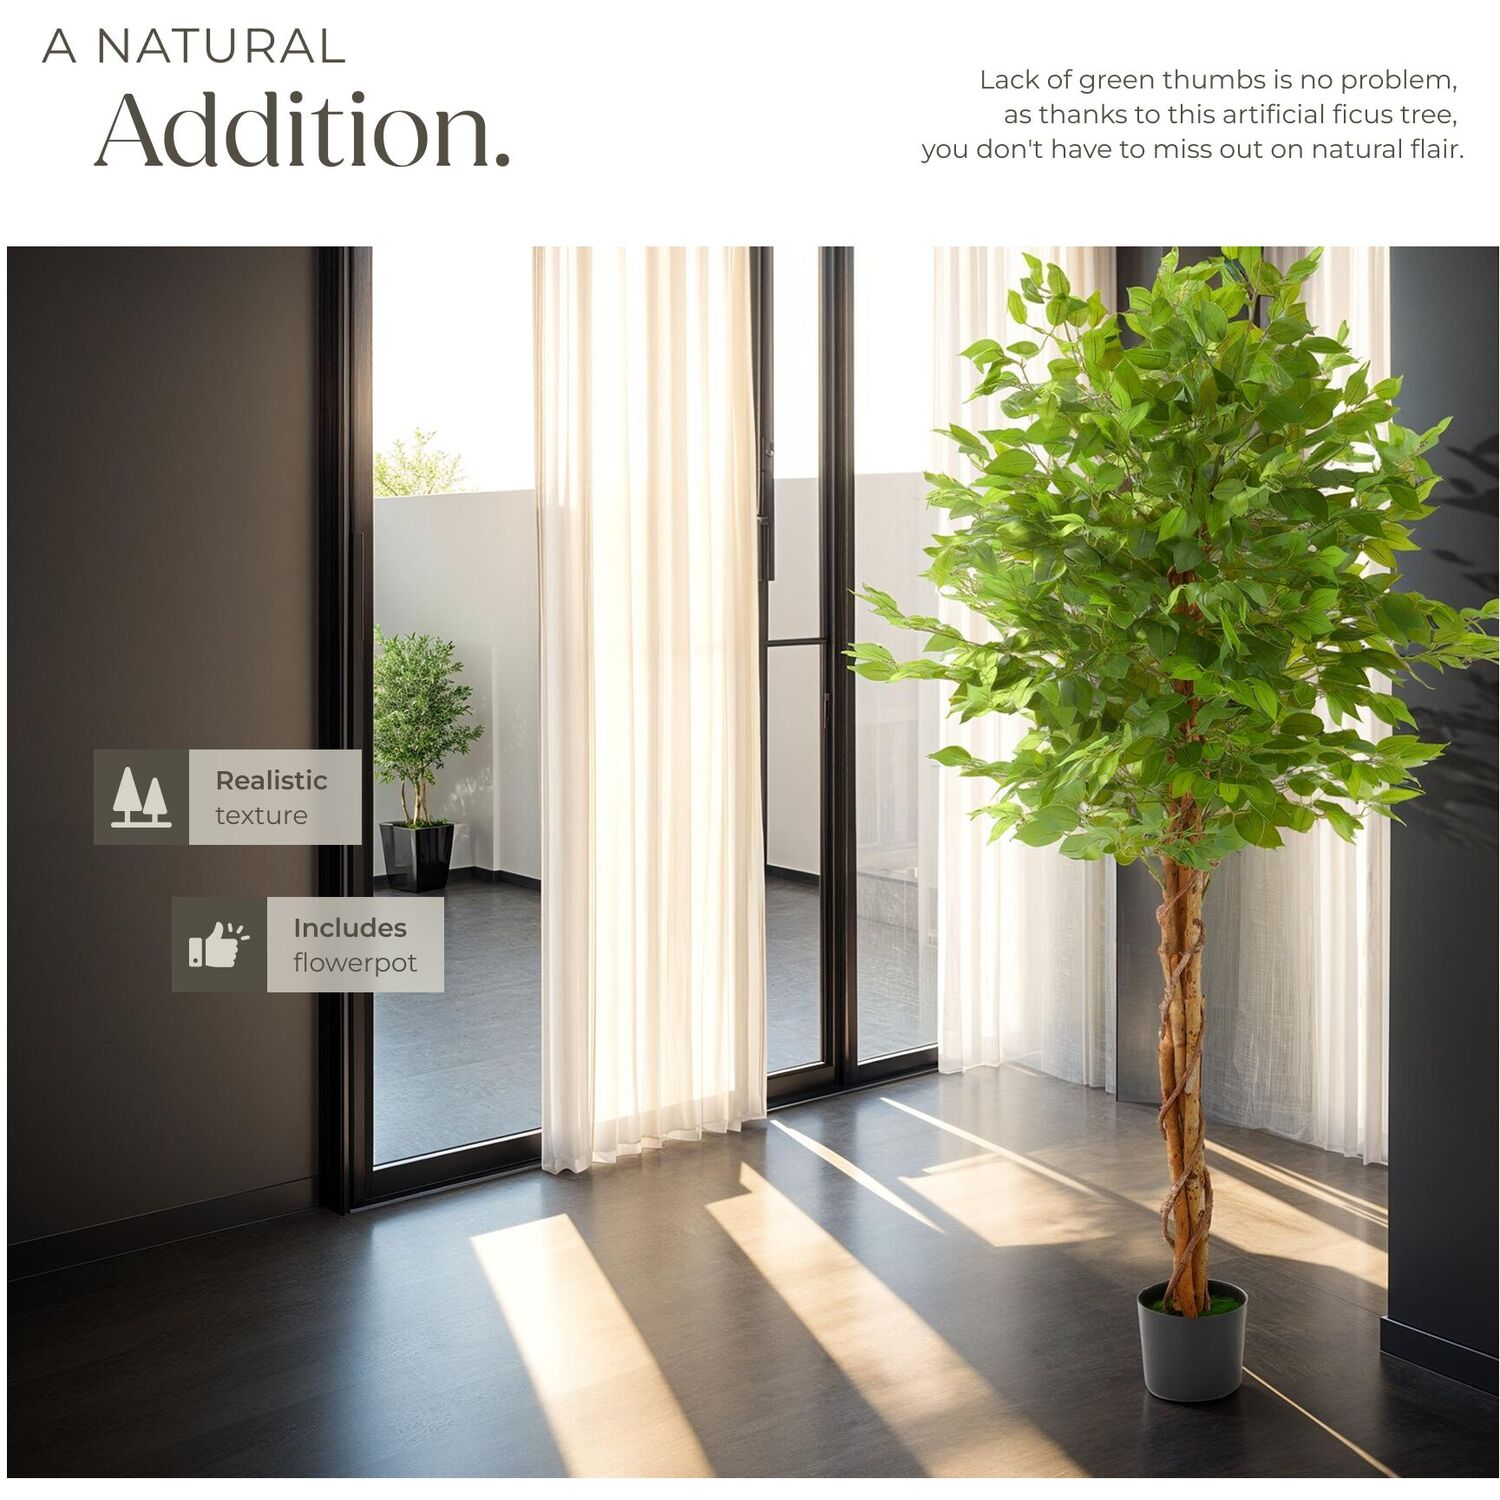 A NATURAL
Addition.
Lack of green thumbs is no problem,
as thanks to this artificial ficus tree,
you don't have to miss out on natural flair.
Realistic
texture
Includes
flowerpot